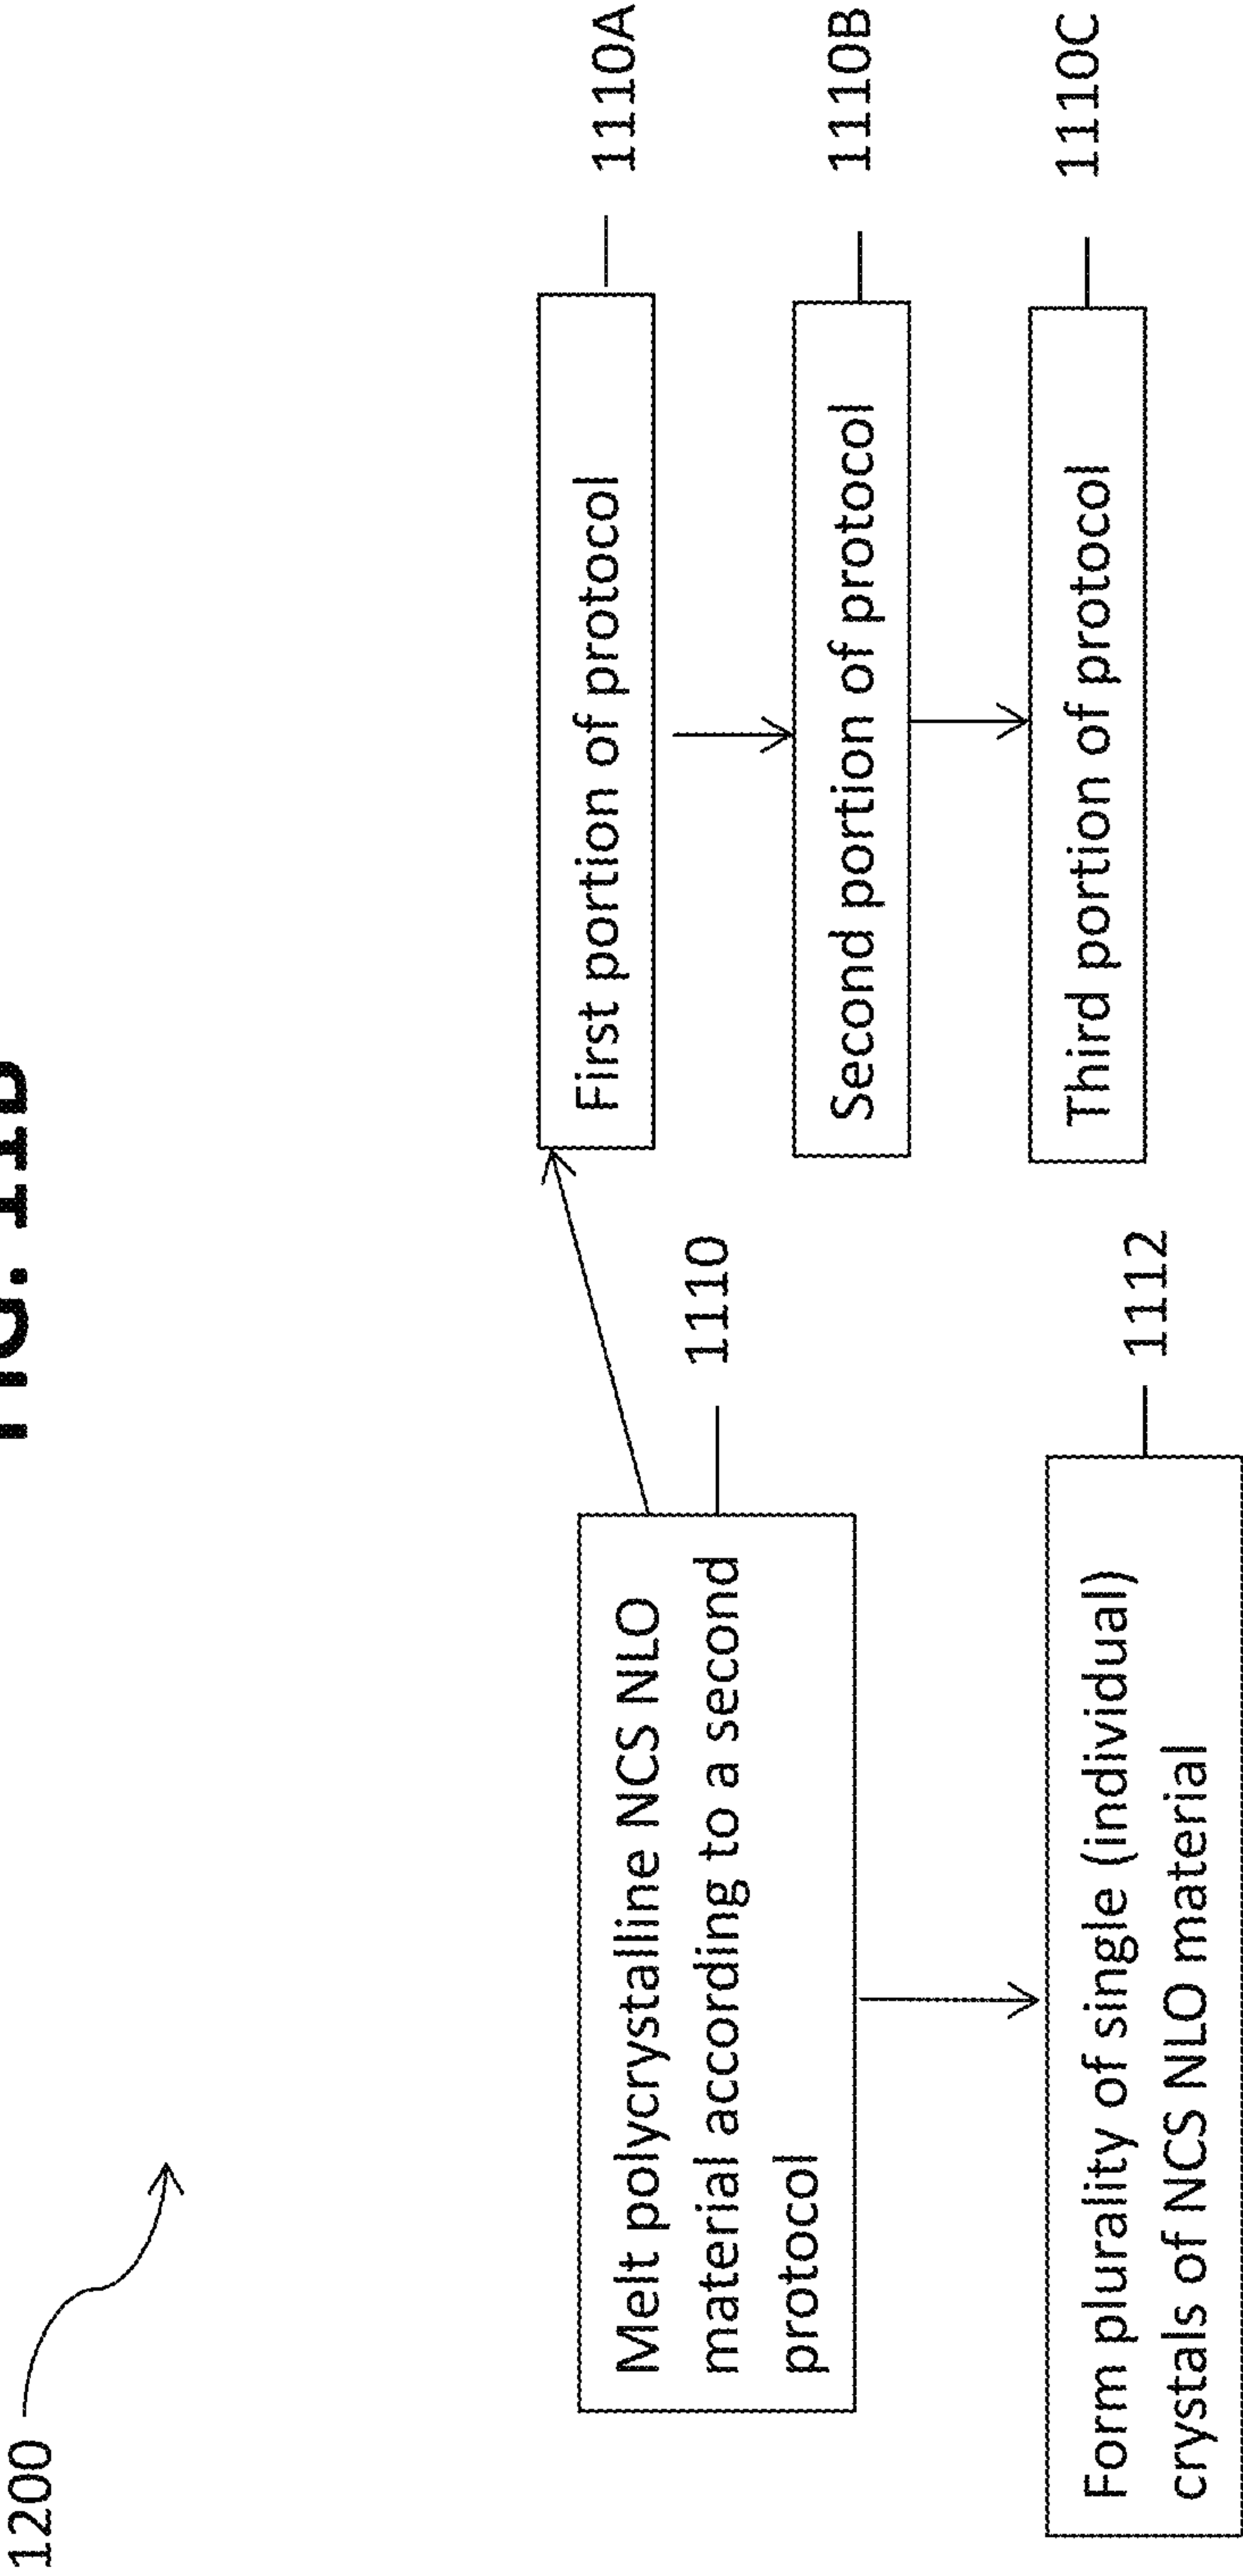 1200
FIG.
Melt polycrystalline NCS NLO
material according to a second
protocol
1110
First portion of protocol
1110A
Second portion of protocol
1110B
Third portion of protocol
1110C
Form plurality of single (individual)
crystals of NCS NLO material
1112